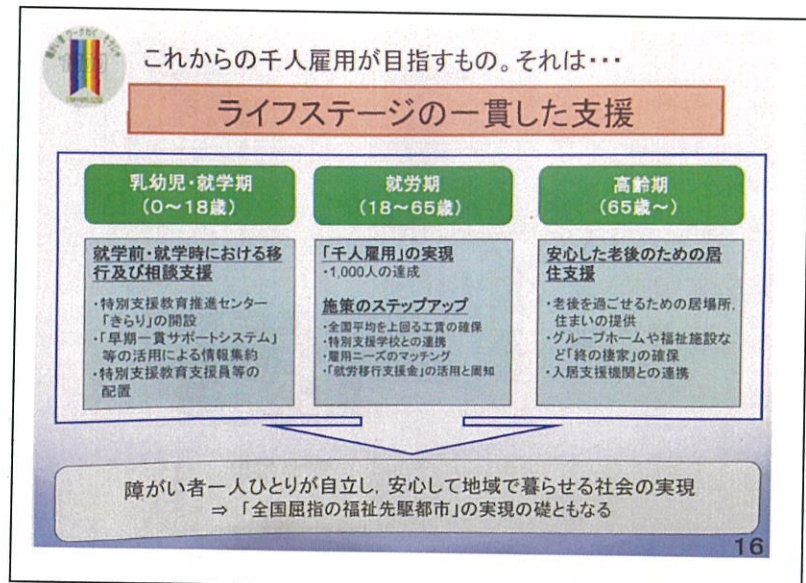 これからの千人雇用が目指すもの。それは・・・
ライフステージの一貫した支援
乳幼児・就学期
(0～18歳)
就学前・就学時における移
行及び相談支援
・特別支援教育推進センター
「きらり」の開設
・「早期一貫サポートシステム」
等の活用による情報集約
・特別支援教育支援員等の
配置
就労期
(18～65歳)
「千人雇用」の実現
・1,000人の達成
施策のステップアップ
・全国平均を上回る工賃の確保
・特別支援学校との連携
・雇用ニーズのマッチング
・「就労移行支援金」の活用と周知
高齢期
(65歳～)
安心した老後のための居
住支援
・老後を過ごせるための居場所,
住まいの提供
・グループホームや福祉施設な
ど「終の棲家」の確保
・入居支援機関との連携
障がい者一人ひとりが自立し,安心して地域で暮らせる社会の実現
⇒ 「全国屈指の福祉先駆都市」の実現の礎ともなる
16